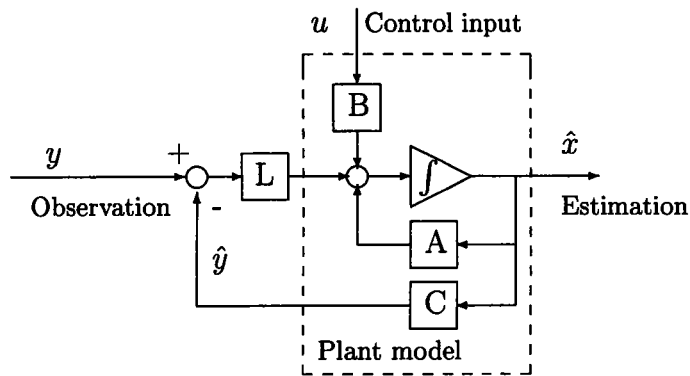 u Control input
B
y
+
L
∫
x̂
Observation
-
A
Estimation
ŷ
C
Plant model